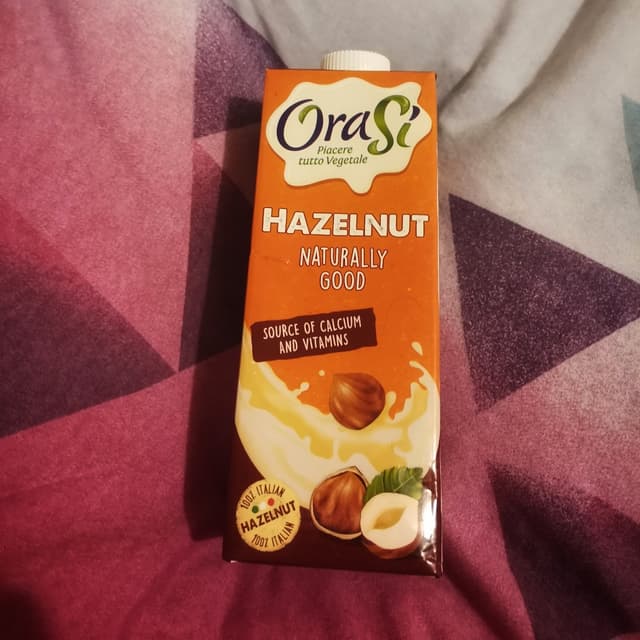 OraSì
Piacere
tutto Vegetale
HAZELNUT
NATURALLY
GOOD
SOURCE OF CALCIUM
AND VITAMINS
100% ITALIAN
HAZELNUT
100% ITALIAN